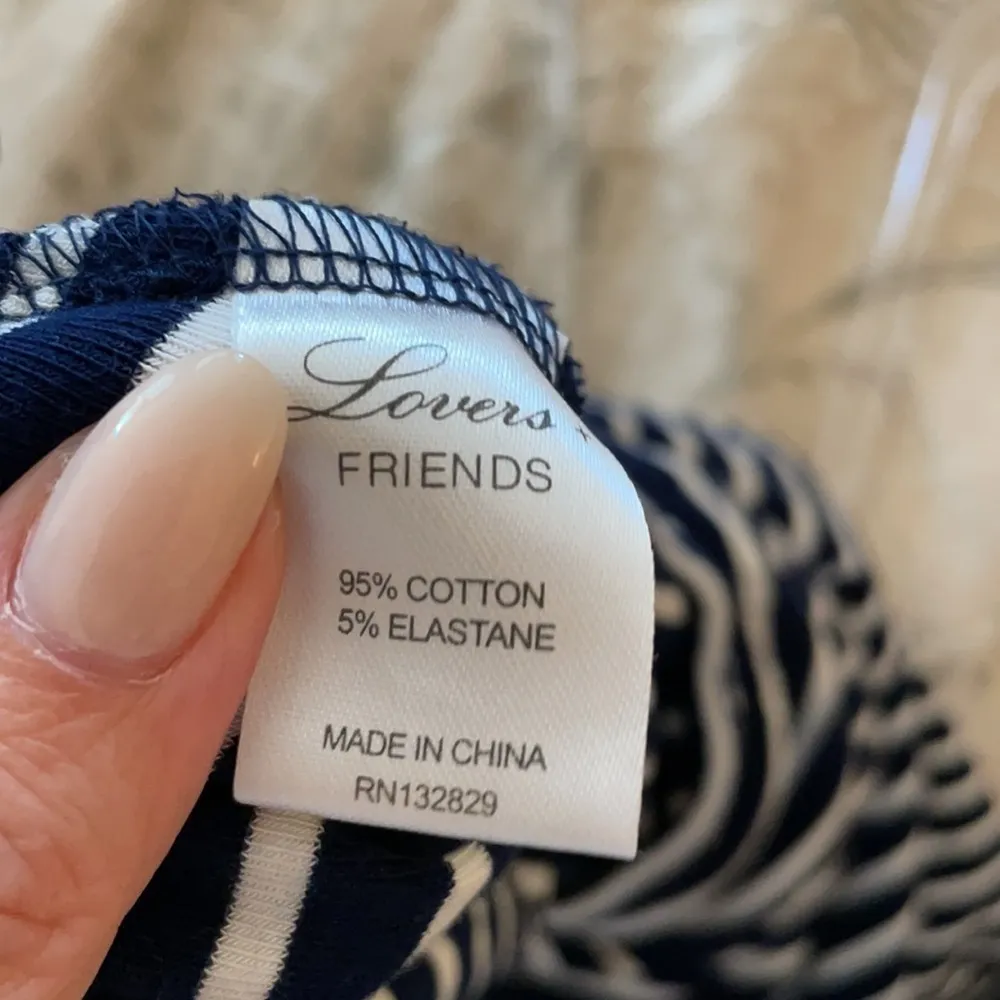 Lovers +
FRIENDS
95% COTTON
5% ELASTANE
MADE IN CHINA
RN132829